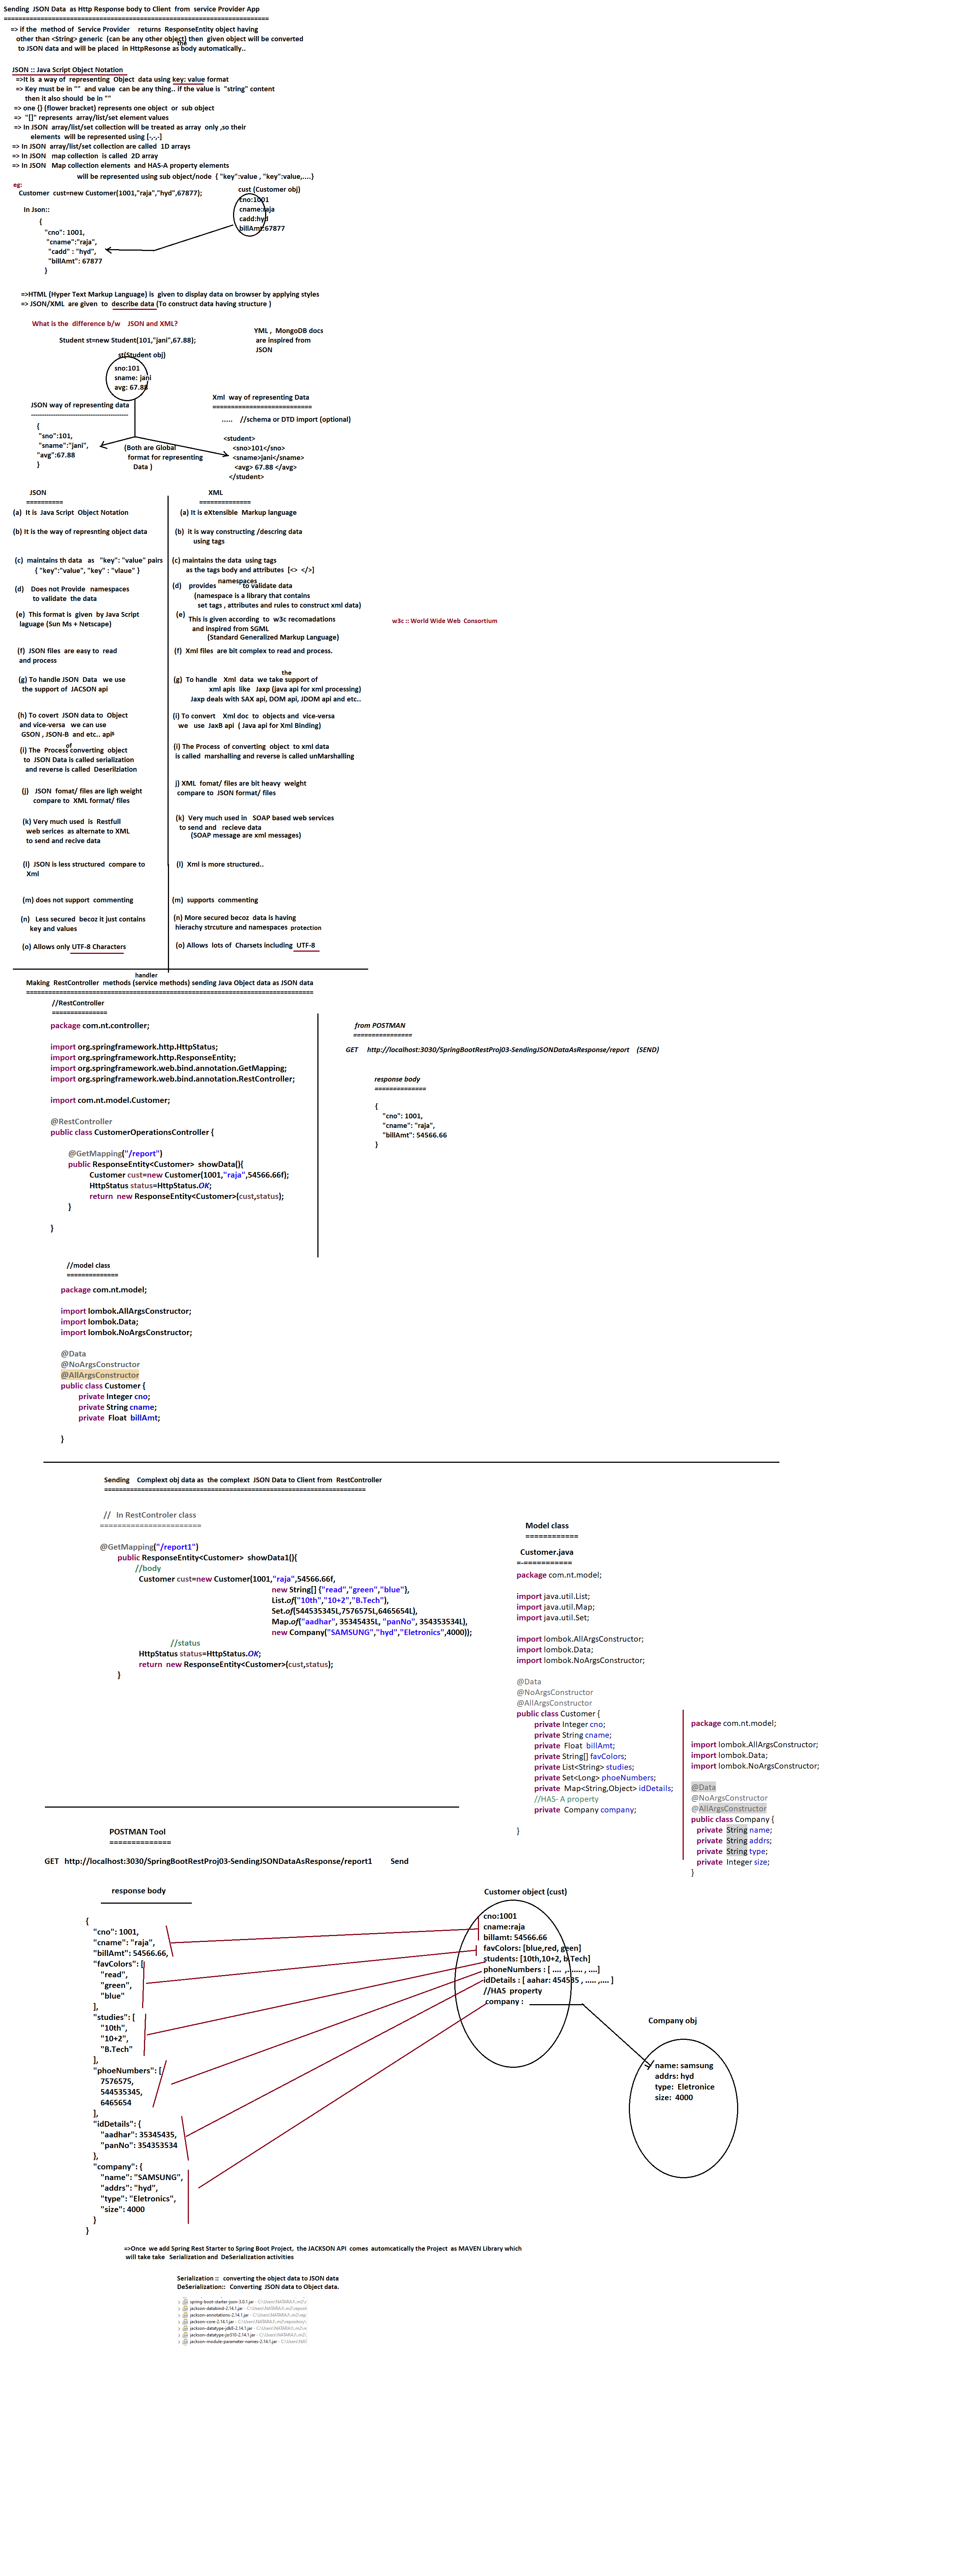 Sending JSON Data as Http Response body to Client from service Provider App
=====================================================================
=> if the method of Service Provider returns ResponseEntity object having
other than <String> generic (can be any other object) then given object will be converted
the
to JSON data and will be placed in HttpResonse as body automatically..
JSON :: Java Script Object Notation
=>It is a way of representing Object data using key: value format
=> Key must be in "" and value can be any thing.. if the value is "string" content
then it also should be in ""
=> one {} (flower bracket) represents one object or sub object
=> "[]" represents array/list/set element values
=> In JSON array/list/set collection will be treated as array only ,so their
elements will be represented using [-,-,-]
=> In JSON array/list/set collection are called 1D arrays
=> In JSON map collection is called 2D array
=> In JSON Map collection elements and HAS-A property elements
will be represented using sub object/node { "key":value , "key":value,....}
eg:
Customer cust=new Customer(1001,"raja","hyd",67877);
cust (Customer obj)
cno:1001
cname:raja
cadd:hyd
billAmt:67877
In Json::
{
"cno": 1001,
"cname":"raja",
"cadd" : "hyd",
"billAmt": 67877
}
=>HTML (Hyper Text Markup Language) is given to display data on browser by applying styles
=> JSON/XML are given to describe data (To construct data having structure )
What is the difference b/w JSON and XML?
YML , MongoDB docs
are inspired from
JSON
Student st=new Student(101,"jani",67.88);
st(Student obj)
sno:101
sname: jani
avg: 67.88
JSON way of representing data
--------------------------------------------
{
"sno":101,
"sname":"jani",
"avg":67.88
}
(Both are Global
format for representing
Data )
Xml way of representing Data
===========================
..... //schema or DTD import (optional)
<student>
<sno>101</sno>
<sname>jani</sname>
<avg> 67.88 </avg>
</student>
JSON
==========
(a) It is Java Script Object Notation
(b) It is the way of represnting object data
(c) maintains th data as "key": "value" pairs
{ "key":"value", "key" : "vlaue" }
(d) Does not Provide namespaces
to validate the data
(e) This format is given by Java Script
laguage (Sun Ms + Netscape)
(f) JSON files are easy to read
and process
(g) To handle JSON Data we use
the support of JACSON api
(h) To covert JSON data to Object
and vice-versa we can use
GSON , JSON-B and etc.. apis
of
(i) The Process converting object
to JSON Data is called serialization
and reverse is called Deserilziation
(j) JSON fomat/ files are ligh weight
compare to XML format/ files
(k) Very much used is Restfull
web serices as alternate to XML
to send and recive data
(l) JSON is less structured compare to
Xml
(m) does not support commenting
(n) Less secured becoz it just contains
key and values
(o) Allows only UTF-8 Characters
XML
==============
(a) It is eXtensible Markup language
(b) it is way constructing /descring data
using tags
(c) maintains the data using tags
as the tags body and attributes [<> </>]
namespaces
(d) provides to validate data
(namespace is a library that contains
set tags , attributes and rules to construct xml data)
(e)
This is given according to w3c recomadations
and inspired from SGML
(Standard Generalized Markup Language)
w3c :: World Wide Web Consortium
(f) Xml files are bit complex to read and process.
the
(g) To handle Xml data we take support of
xml apis like Jaxp (java api for xml processing)
Jaxp deals with SAX api, DOM api, JDOM api and etc..
(i) To convert Xml doc to objects and vice-versa
we use JaxB api ( Java api for Xml Binding)
(i) The Process of converting object to xml data
is called marshalling and reverse is called unMarshalling
j) XML fomat/ files are bit heavy weight
compare to JSON format/ files
(k) Very much used in SOAP based web services
to send and recieve data
(SOAP message are xml messages)
(l) Xml is more structured..
(m) supports commenting
(n) More secured becoz data is having
hierachy strcuture and namespaces protection
(o) Allows lots of Charsets including UTF-8
handler
Making RestController methods (service methods) sending Java Object data as JSON data
==============================================================================
//RestController
===============
package com.nt.controller;
import org.springframework.http.HttpStatus;
import org.springframework.http.ResponseEntity;
import org.springframework.web.bind.annotation.GetMapping;
import org.springframework.web.bind.annotation.RestController;
import com.nt.model.Customer;
@RestController
public class CustomerOperationsController {
@GetMapping("/report")
public ResponseEntity<Customer> showData(){
Customer cust=new Customer(1001,"raja",54566.66f);
HttpStatus status=HttpStatus.OK;
return new ResponseEntity<Customer>(cust,status);
}
}
from POSTMAN
================
GET http://localhost:3030/SpringBootRestProj03-SendingJSONDataAsResponse/report (SEND)
response body
==============
{
"cno": 1001,
"cname": "raja",
"billAmt": 54566.66
}
//model class
==============
package com.nt.model;
import lombok.AllArgsConstructor;
import lombok.Data;
import lombok.NoArgsConstructor;
@Data
@NoArgsConstructor
@AllArgsConstructor
public class Customer {
private Integer cno;
private String cname;
private Float billAmt;
}
Sending Complext obj data as the complext JSON Data to Client from RestController
=======================================================================
// In RestControler class
=======================
@GetMapping("/report1")
public ResponseEntity<Customer> showData1(){
//body
Customer cust=new Customer(1001,"raja",54566.66f,
new String[] {"read","green","blue"},
List.of("10th","10+2","B.Tech"),
Set.of(544535345L,7576575L,6465654L),
Map.of("aadhar", 35345435L, "panNo", 354353534L),
new Company("SAMSUNG","hyd","Eletronics",4000));
//status
HttpStatus status=HttpStatus.OK;
return new ResponseEntity<Customer>(cust,status);
}
Model class
============
Customer.java
=-===========
package com.nt.model;
import java.util.List;
import java.util.Map;
import java.util.Set;
import lombok.AllArgsConstructor;
import lombok.Data;
import lombok.NoArgsConstructor;
@Data
@NoArgsConstructor
@AllArgsConstructor
public class Customer {
private Integer cno;
private String cname;
private Float billAmt;
private String[] favColors;
private List<String> studies;
private Set<Long> phoeNumbers;
private Map<String,Object> idDetails;
//HAS- A property
private Company company;
}
package com.nt.model;
import lombok.AllArgsConstructor;
import lombok.Data;
import lombok.NoArgsConstructor;
@Data
@NoArgsConstructor
@AllArgsConstructor
public class Company {
private String name;
private String addrs;
private String type;
private Integer size;
}
POSTMAN Tool
==============
GET http://localhost:3030/SpringBootRestProj03-SendingJSONDataAsResponse/report1 Send
response body
{
"cno": 1001,
"cname": "raja",
"billAmt": 54566.66,
"favColors": [
"read",
"green",
"blue"
],
"studies": [
"10th",
"10+2",
"B.Tech"
],
"phoeNumbers": [
7576575,
544535345,
6465654
],
"idDetails": {
"aadhar": 35345435,
"panNo": 354353534
},
"company": {
"name": "SAMSUNG",
"addrs": "hyd",
"type": "Eletronics",
"size": 4000
}
}
Customer object (cust)
cno:1001
cname:raja
billamt: 54566.66
favColors: [blue,red, geen]
students: [10th,10+2, b.Tech]
phoneNumbers : [ .... ,....... , ....]
idDetails : [ aahar: 454535 , ..... ,.... ]
//HAS property
company :
Company obj
name: samsung
addrs: hyd
type: Eletronice
size: 4000
=>Once we add Spring Rest Starter to Spring Boot Project, the JACKSON API comes automcatically the Project as MAVEN Library which
will take take Serialization and DeSerialization activities
Serialization :: converting the object data to JSON data
DeSerialization:: Converting JSON data to Object data.
spring-boot-starter-json-3.0.1.jar - C:\Users\NATARAJ\.m2\r
jackson-databind-2.14.1.jar - C:\Users\NATARAJ\.m2\reposit
jackson-annotations-2.14.1.jar - C:\Users\NATARAJ\.m2\rep
jackson-core-2.14.1.jar - C:\Users\NATARAJ\.m2\repository\
jackson-datatype-jdk8-2.14.1.jar - C:\Users\NATARAJ\.m2\re
jackson-datatype-jsr310-2.14.1.jar - C:\Users\NATARAJ\.m2\
jackson-module-parameter-names-2.14.1.jar - C:\Users\NAT